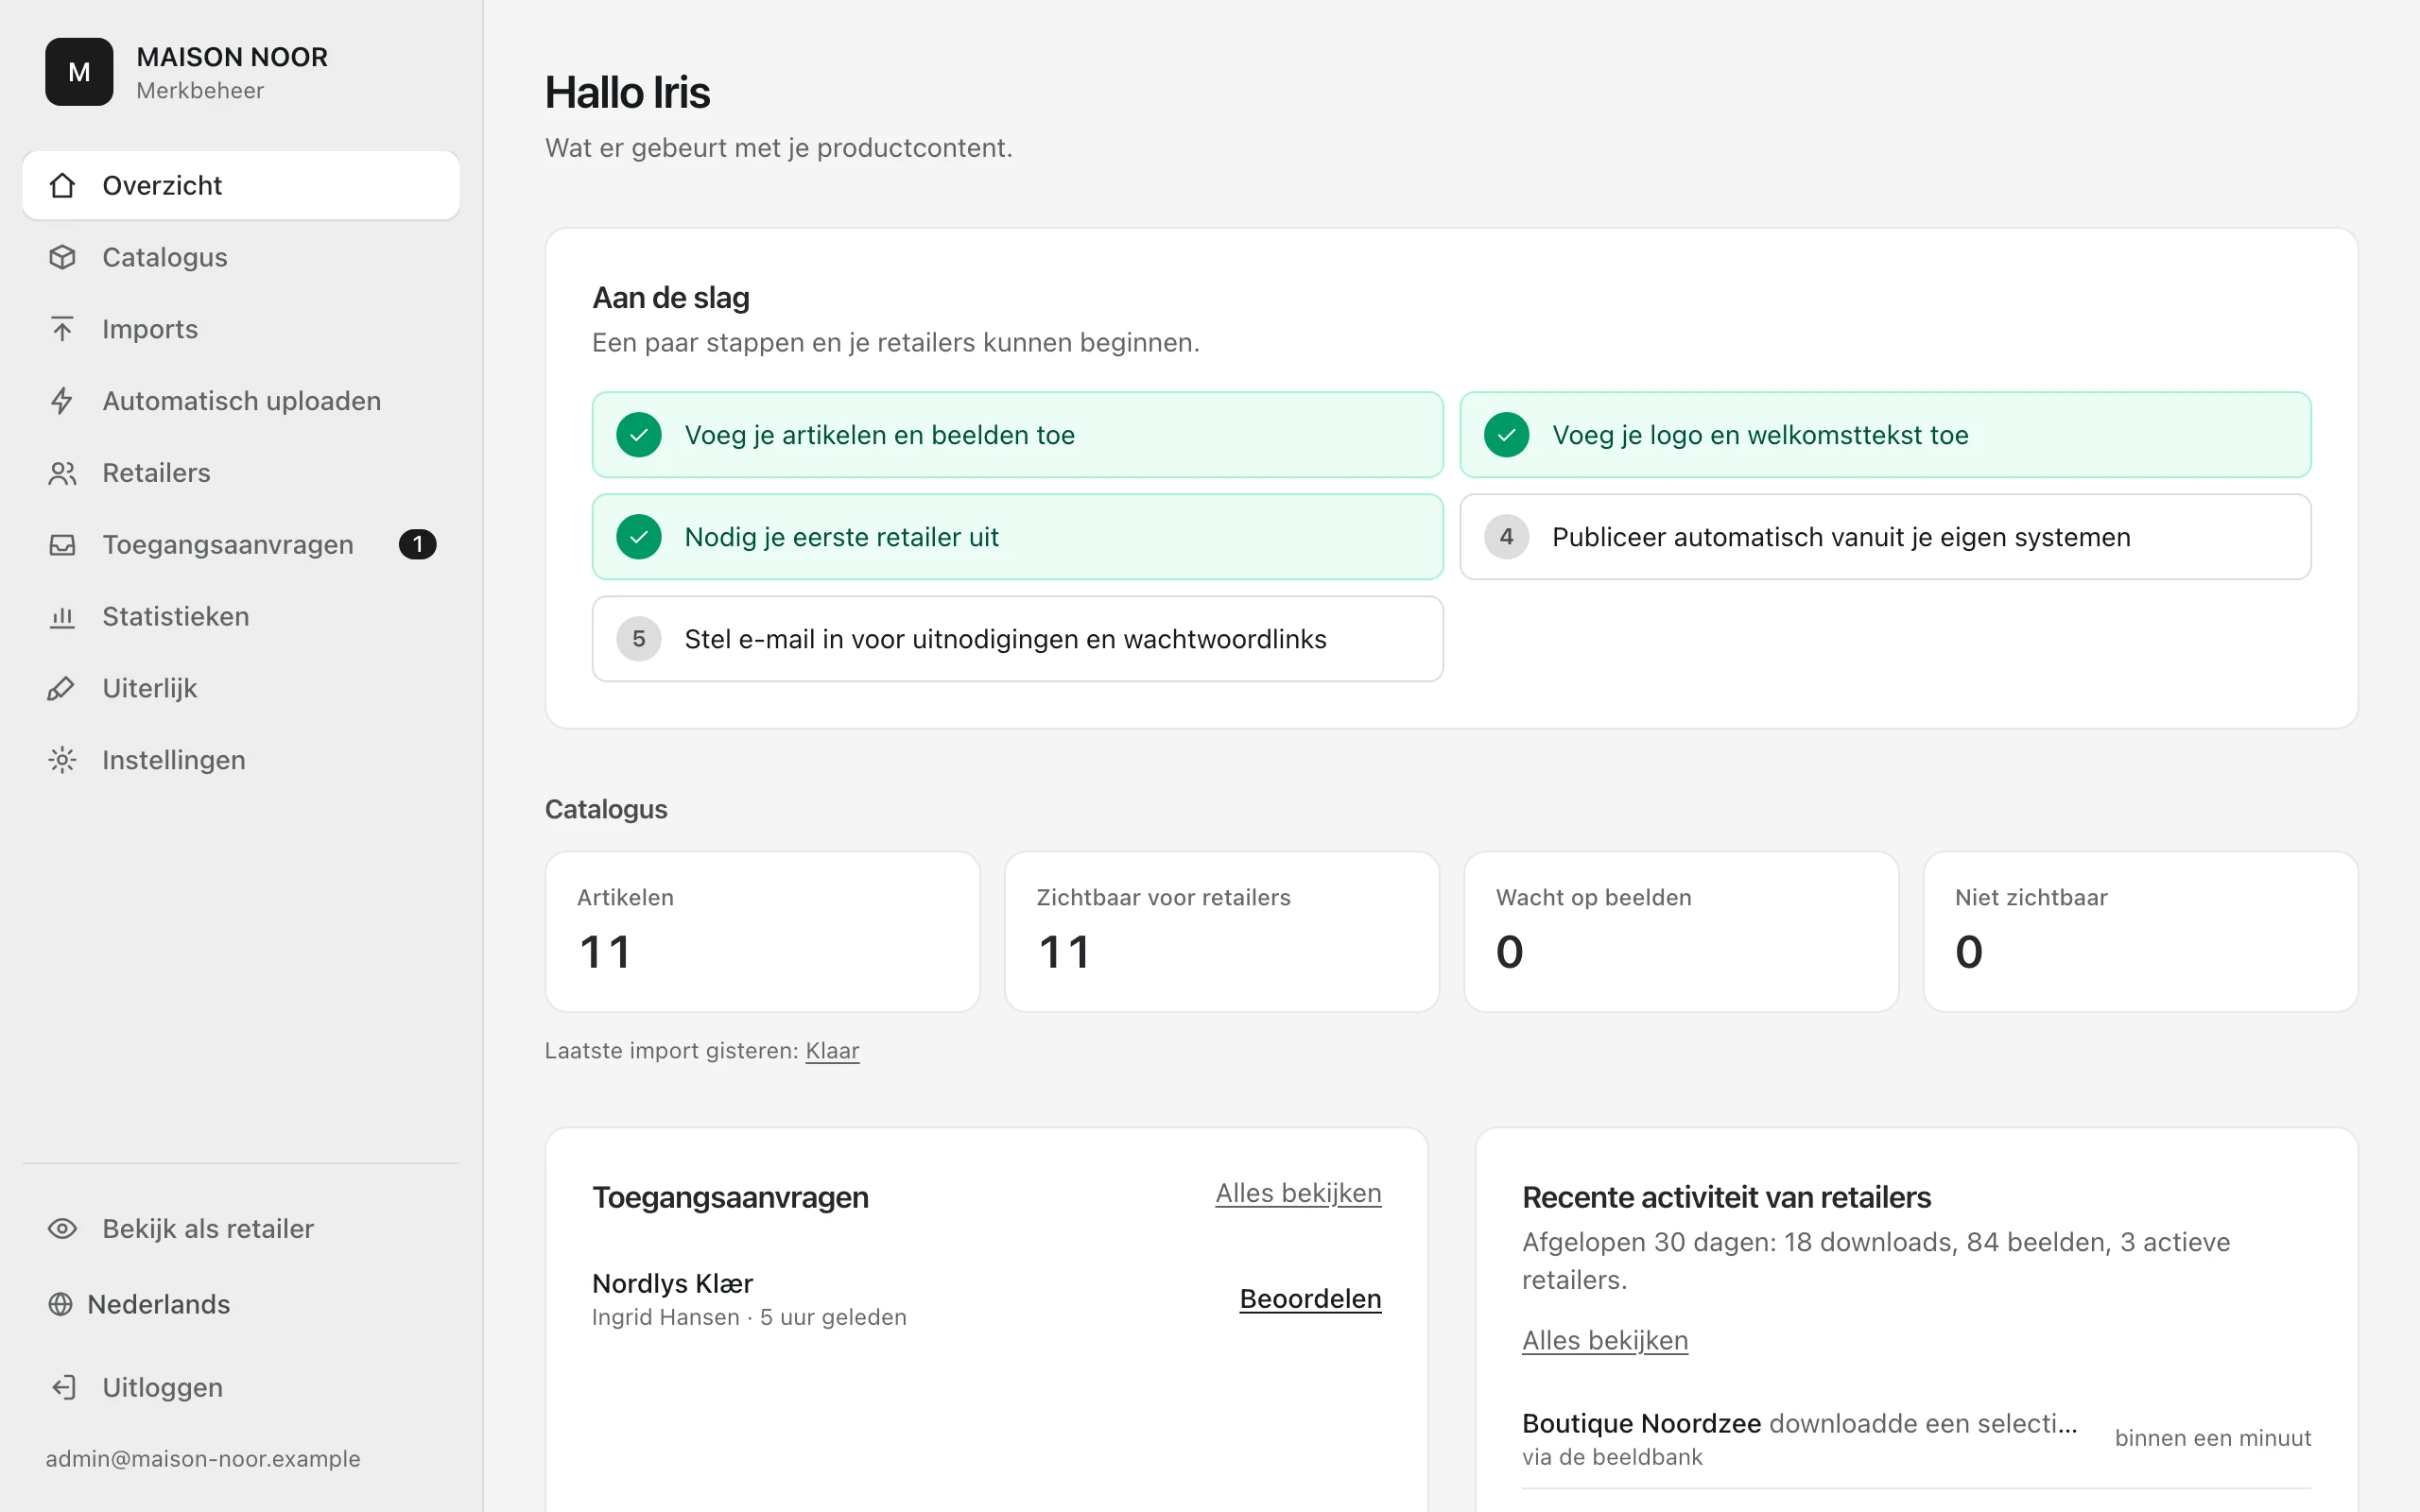 M
MAISON NOOR
Merkbeheer
Overzicht
Catalogus
Imports
Automatisch uploaden
Retailers
Toegangsaanvragen 1
Statistieken
Uiterlijk
Instellingen
Bekijk als retailer
Nederlands
Uitloggen
admin@maison-noor.example
Hallo Iris
Wat er gebeurt met je productcontent.
Aan de slag
Een paar stappen en je retailers kunnen beginnen.
Voeg je artikelen en beelden toe
Voeg je logo en welkomsttekst toe
Nodig je eerste retailer uit
4 Publiceer automatisch vanuit je eigen systemen
5 Stel e-mail in voor uitnodigingen en wachtwoordlinks
Catalogus
Artikelen
11
Zichtbaar voor retailers
11
Wacht op beelden
0
Niet zichtbaar
0
Laatste import gisteren: Klaar
Toegangsaanvragen
Alles bekijken
Nordlys Klær
Ingrid Hansen · 5 uur geleden
Beoordelen
Recente activiteit van retailers
Afgelopen 30 dagen: 18 downloads, 84 beelden, 3 actieve
retailers.
Alles bekijken
Boutique Noordzee downloadde een selecti...
via de beeldbank
binnen een minuut